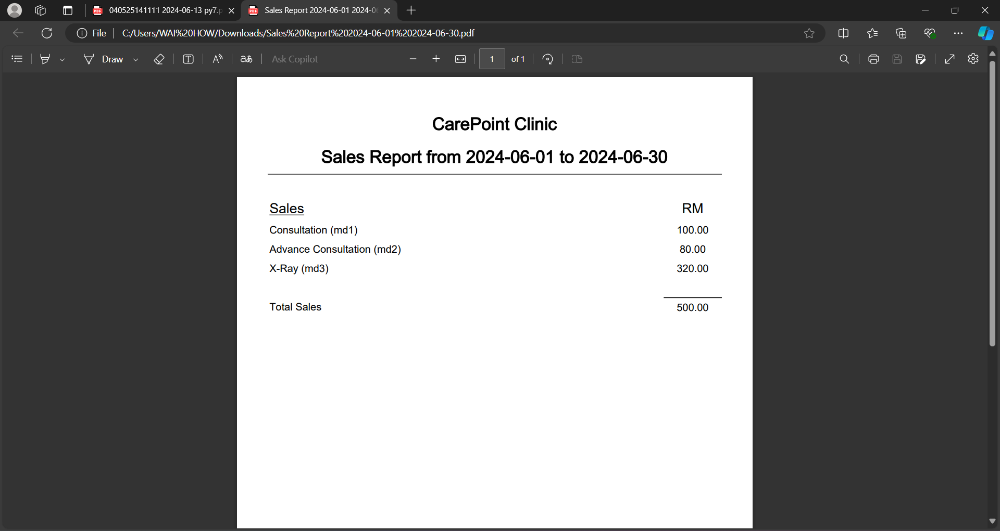 040525141111 2024-06-13 py7.p
Sales Report 2024-06-01 2024-0
File
C:/Users/WAI%20HOW/Downloads/Sales%20Report%202024-06-01%202024-06-30.pdf
Draw
T
A
aあ
Ask Copilot
1
of 1
CarePoint Clinic
Sales Report from 2024-06-01 to 2024-06-30
Sales RM
Consultation (md1) 100.00
Advance Consultation (md2) 80.00
X-Ray (md3) 320.00
Total Sales 500.00